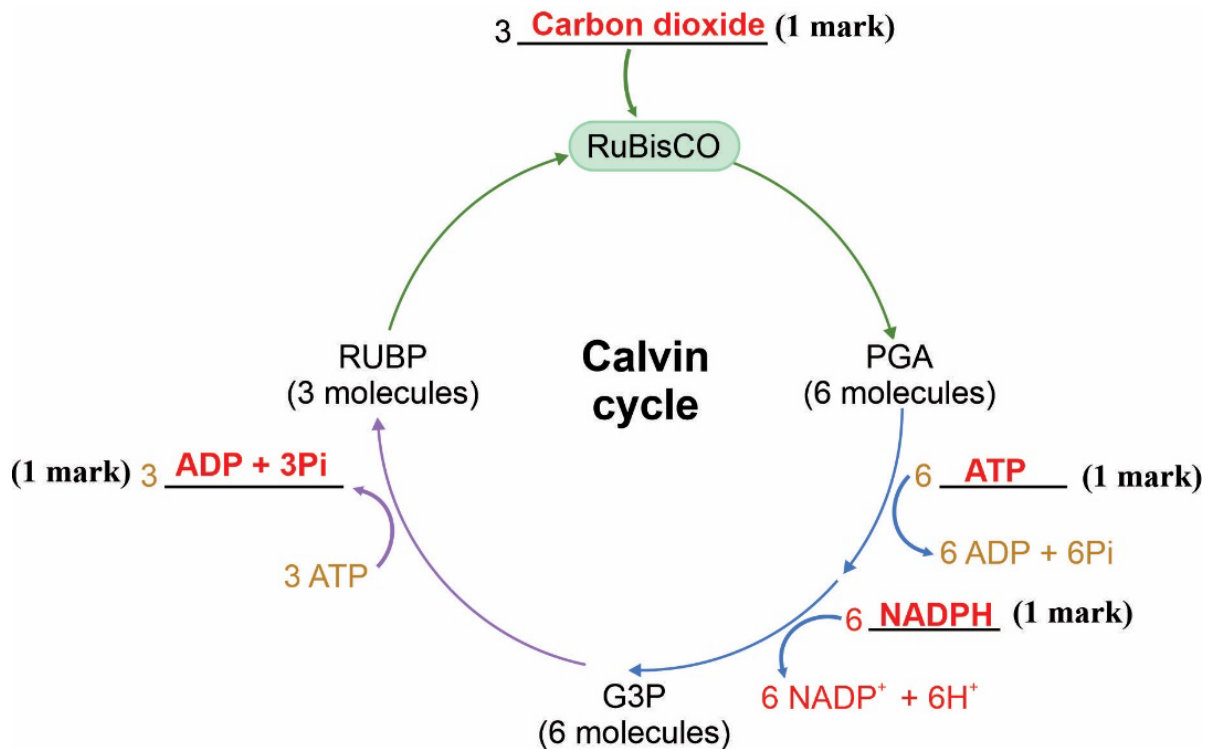 3 Carbon dioxide (1 mark)
RuBisCO
RUBP
(3 molecules)
Calvin
cycle
PGA
(6 molecules)
(1 mark) 3 ADP + 3Pi
6 ATP (1 mark)
3 ATP
6 ADP + 6Pi
6 NADPH (1 mark)
G3P
(6 molecules)
6 NADP⁺ + 6H⁺